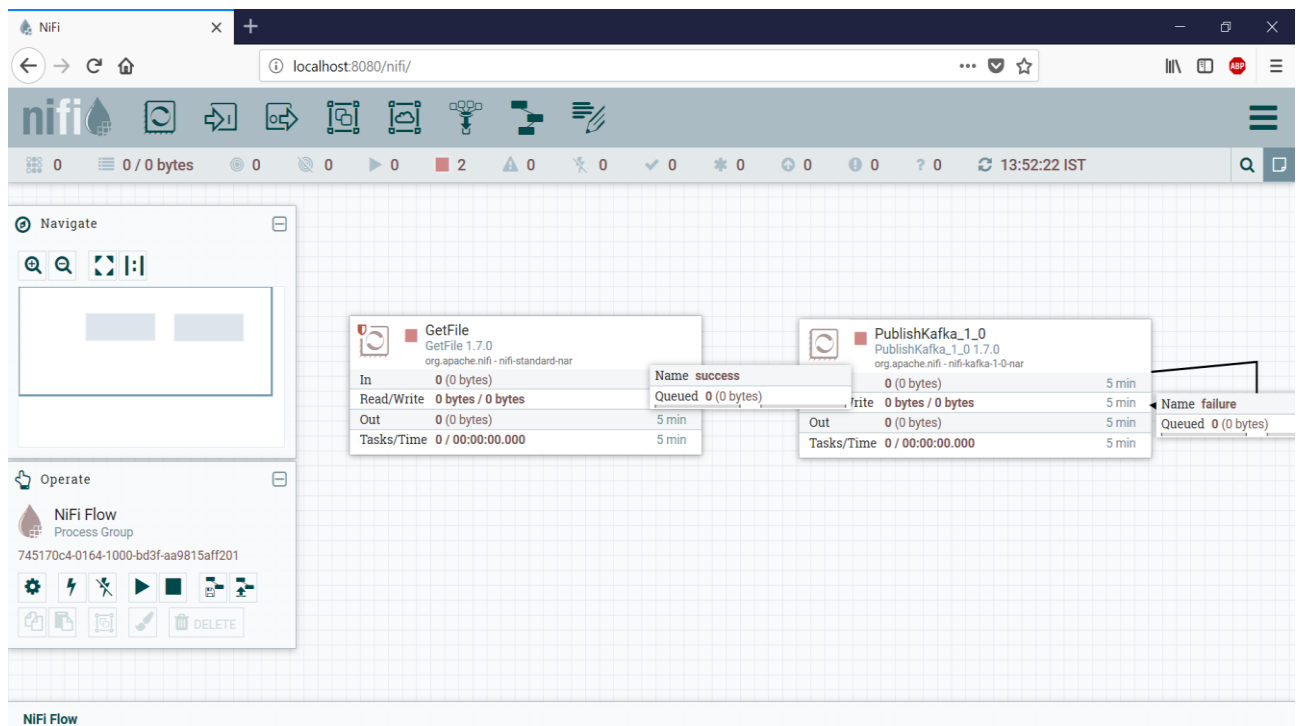 NiFi
localhost:8080/nifi/
ABP
nifi
0 0 / 0 bytes 0 0 0 2 0 0 0 0 0 0 ? 0 13:52:22 IST
Navigate
GetFile
GetFile 1.7.0
org.apache.nifi - nifi-standard-nar
In 0 (0 bytes)
Read/Write 0 bytes / 0 bytes
Out 0 (0 bytes) 5 min
Tasks/Time 0 / 00:00:00.000 5 min
Name success
Queued 0 (0 bytes)
PublishKafka_1_0
PublishKafka_1_0 1.7.0
org.apache.nifi - nifi-kafka-1-0-nar
0 (0 bytes) 5 min
/rite 0 bytes / 0 bytes 5 min
Out 0 (0 bytes) 5 min
Tasks/Time 0 / 00:00:00.000 5 min
Name failure
Queued 0 (0 bytes)
Operate
NiFi Flow
Process Group
745170c4-0164-1000-bd3f-aa9815aff201
DELETE
NiFi Flow